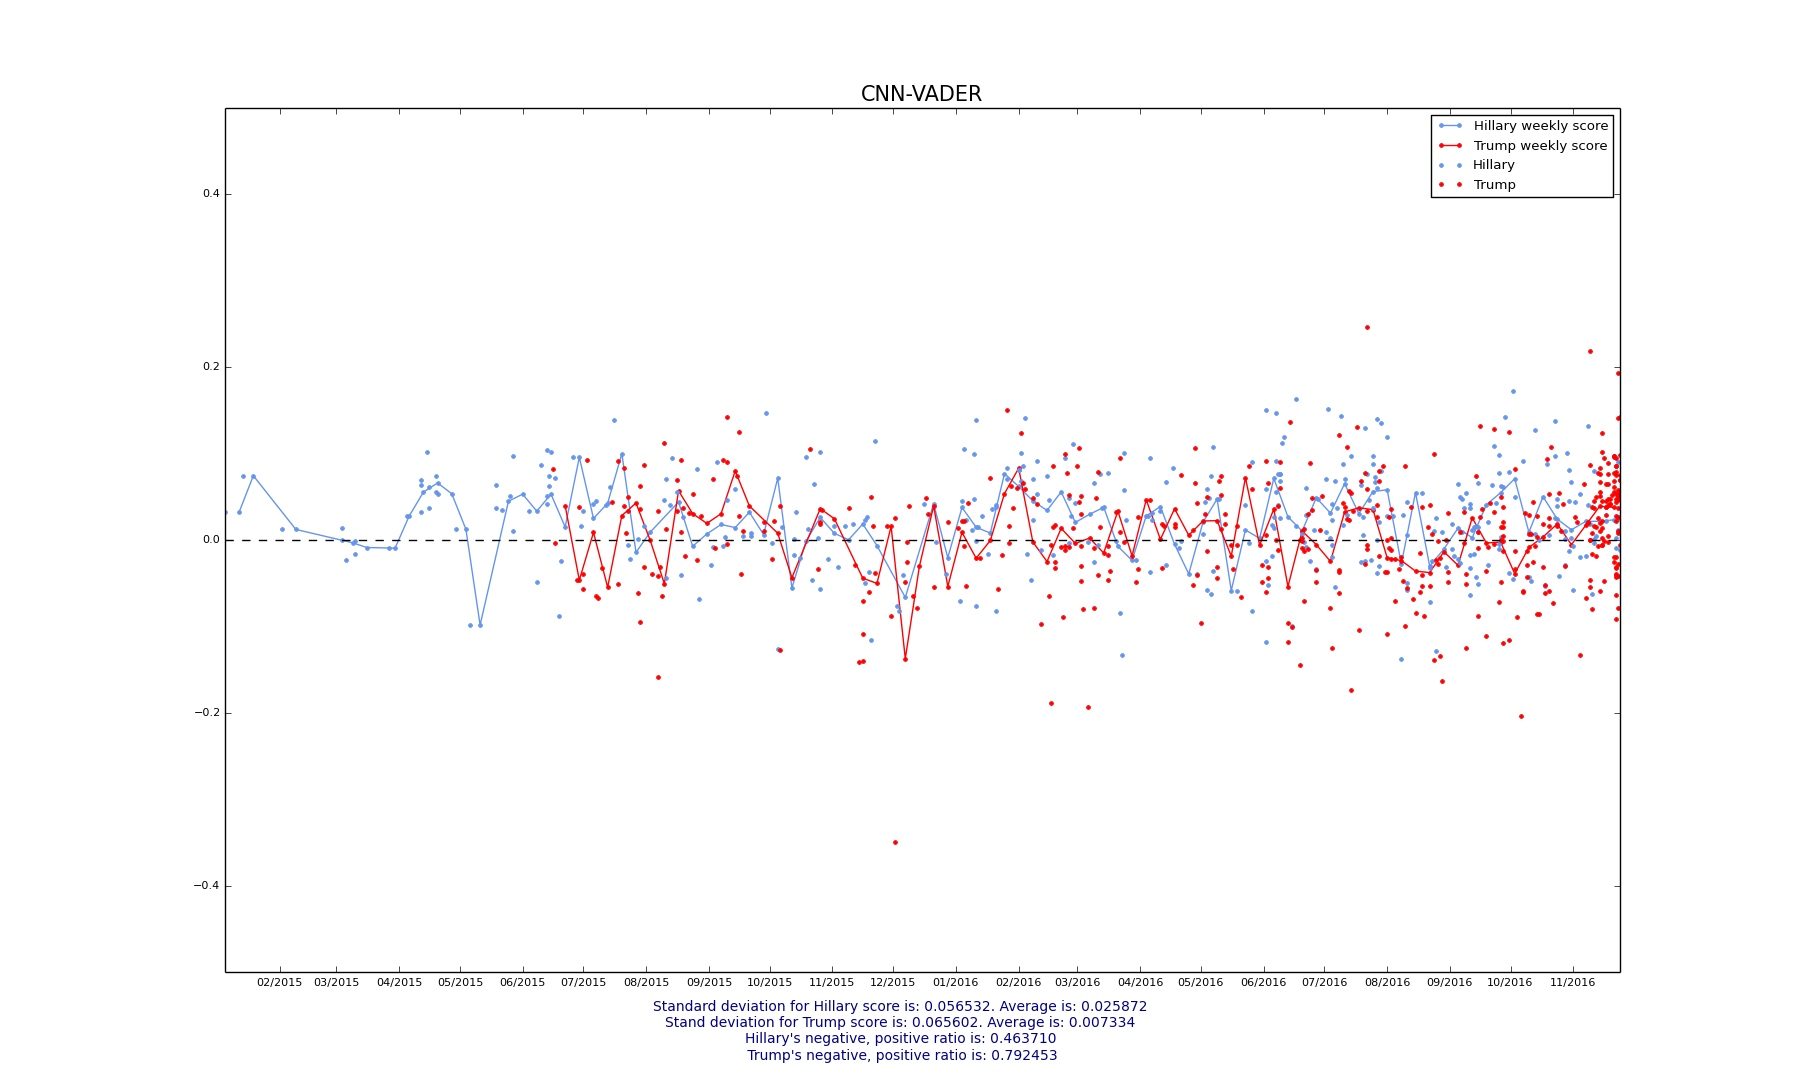 CNN-VADER
Hillary weekly score
Trump weekly score
Hillary
Trump
0.4
0.2
0.0
−0.2
−0.4
02/2015 03/2015 04/2015 05/2015 06/2015 07/2015 08/2015 09/2015 10/2015 11/2015 12/2015 01/2016 02/2016 03/2016 04/2016 05/2016 06/2016 07/2016 08/2016 09/2016 10/2016 11/2016
Standard deviation for Hillary score is: 0.056532. Average is: 0.025872
Stand deviation for Trump score is: 0.065602. Average is: 0.007334
Hillary's negative, positive ratio is: 0.463710
Trump's negative, positive ratio is: 0.792453